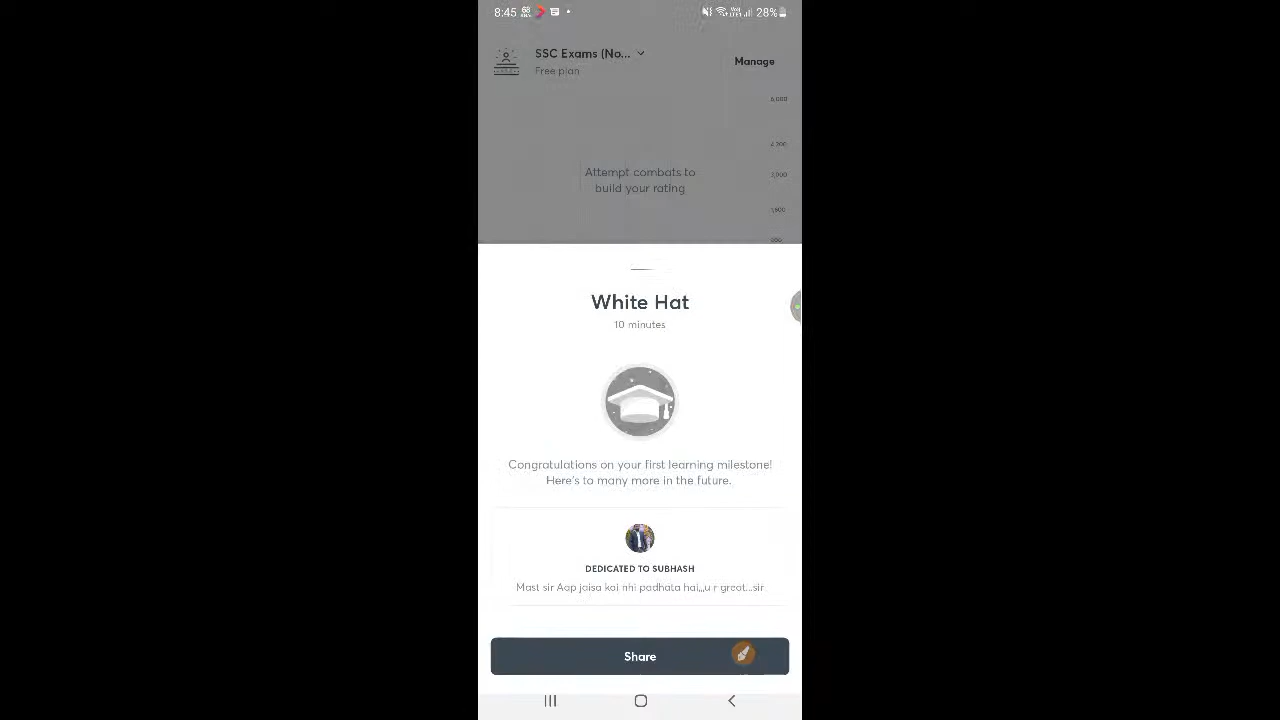 8:45
28%
SSC Exams (No...
Free plan
Manage
Attempt combats to
build your rating
White Hat
10 minutes
Congratulations on your first learning milestone!
Here's to many more in the future.
DEDICATED TO SUBHASH
Mast sir Aap jaisa koi nhi padhata hai,,,u r great...sir
Share